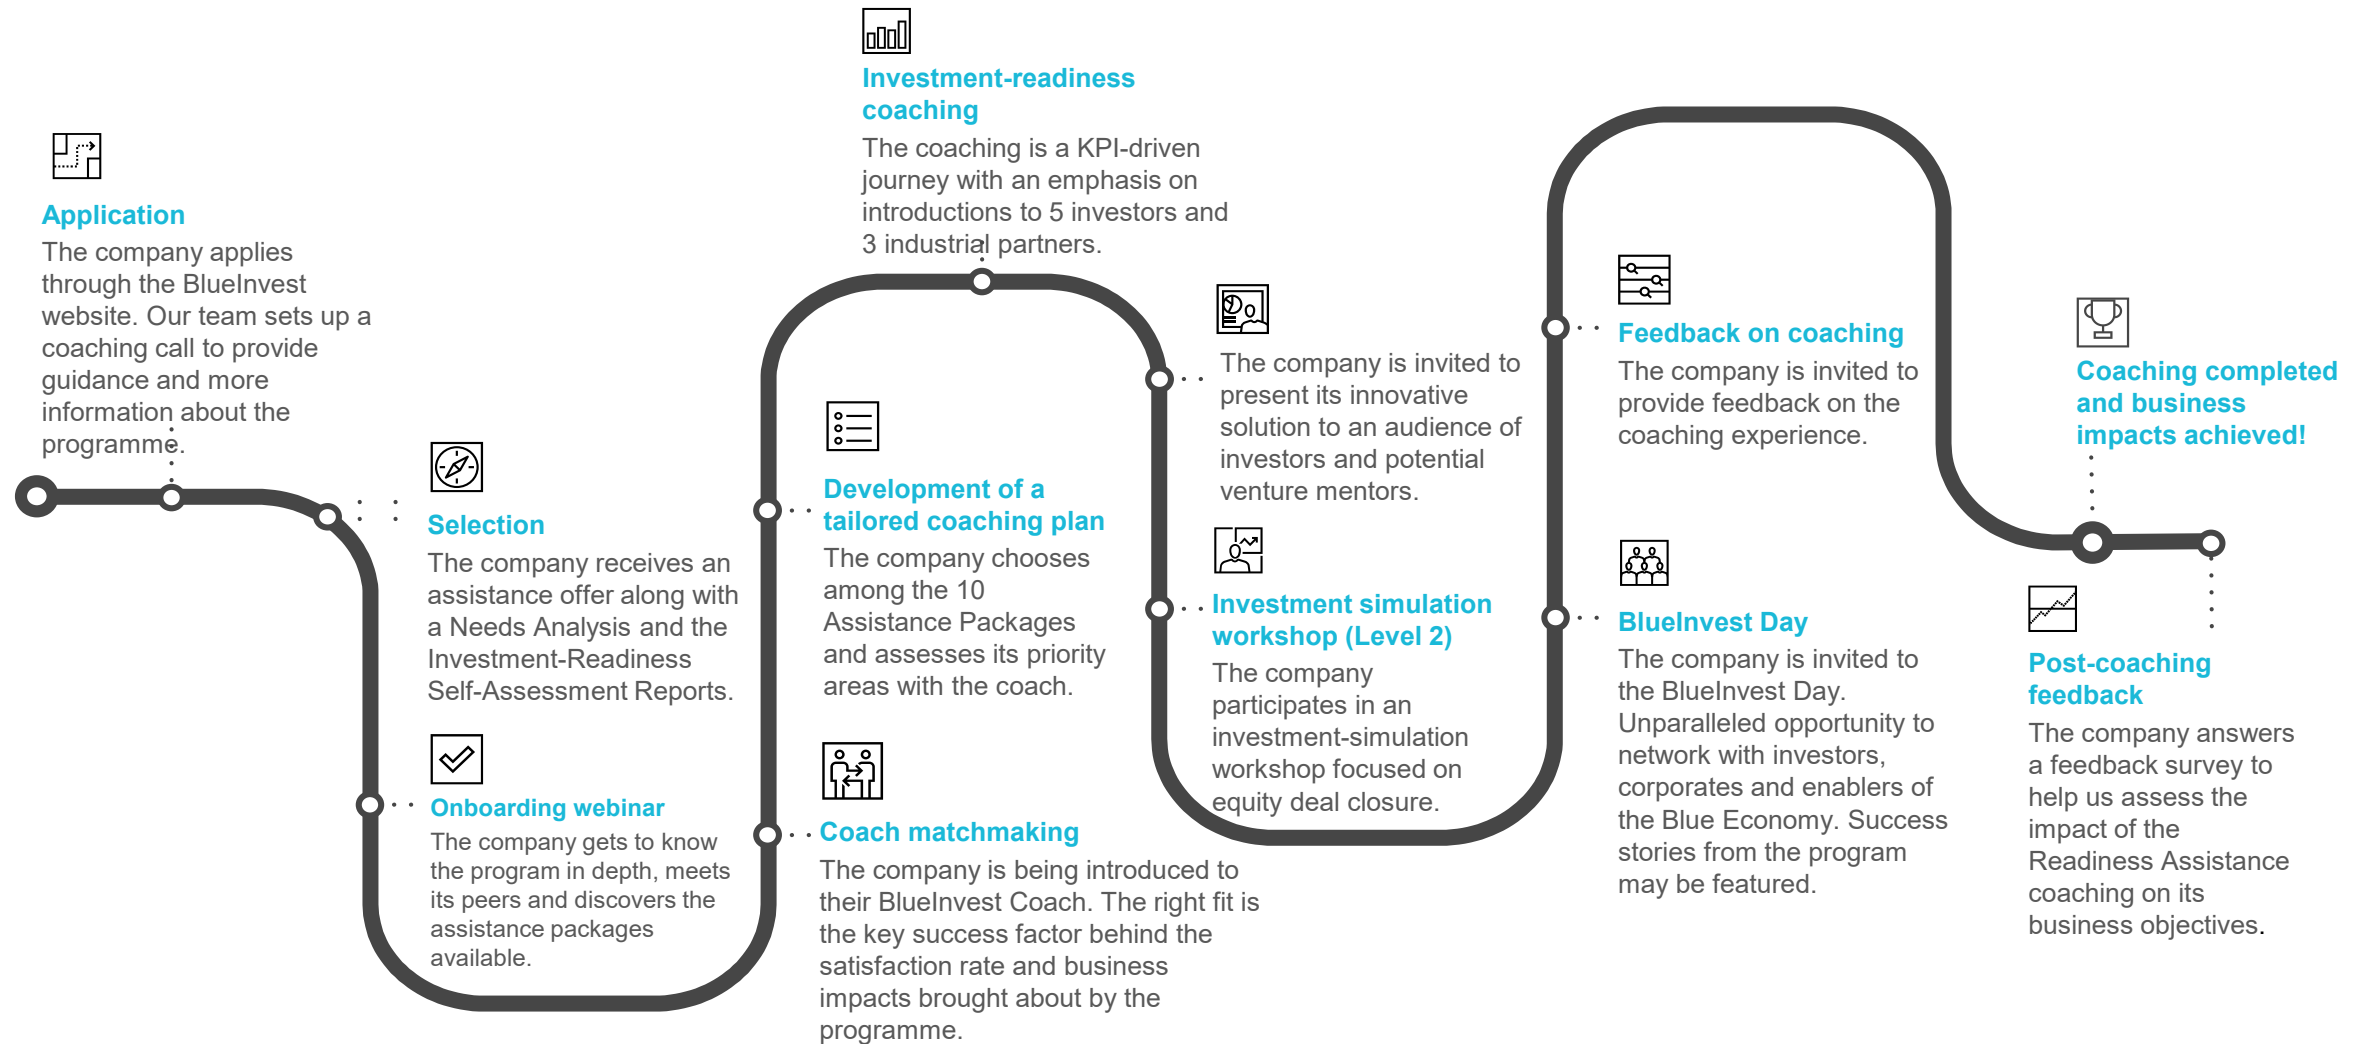 Application
The company applies
through the BlueInvest
website. Our team sets up a
coaching call to provide
guidance and more
information about the
programme.
Selection
The company receives an
assistance offer along with
a Needs Analysis and the
Investment-Readiness
Self-Assessment Reports.
Onboarding webinar
The company gets to know
the program in depth, meets
its peers and discovers the
assistance packages
available.
Coach matchmaking
The company is being introduced to
their BlueInvest Coach. The right fit is
the key success factor behind the
satisfaction rate and business
impacts brought about by the
programme.
Development of a
tailored coaching plan
The company chooses
among the 10
Assistance Packages
and assesses its priority
areas with the coach.
Investment-readiness
coaching
The coaching is a KPI-driven
journey with an emphasis on
introductions to 5 investors and
3 industrial partners.
The company is invited to
present its innovative
solution to an audience of
investors and potential
venture mentors.
Investment simulation
workshop (Level 2)
The company
participates in an
investment-simulation
workshop focused on
equity deal closure.
BlueInvest Day
The company is invited to
the BlueInvest Day.
Unparalleled opportunity to
network with investors,
corporates and enablers of
the Blue Economy. Success
stories from the program
may be featured.
Feedback on coaching
The company is invited to
provide feedback on the
coaching experience.
Coaching completed
and business
impacts achieved!
Post-coaching
feedback
The company answers
a feedback survey to
help us assess the
impact of the
Readiness Assistance
coaching on its
business objectives.